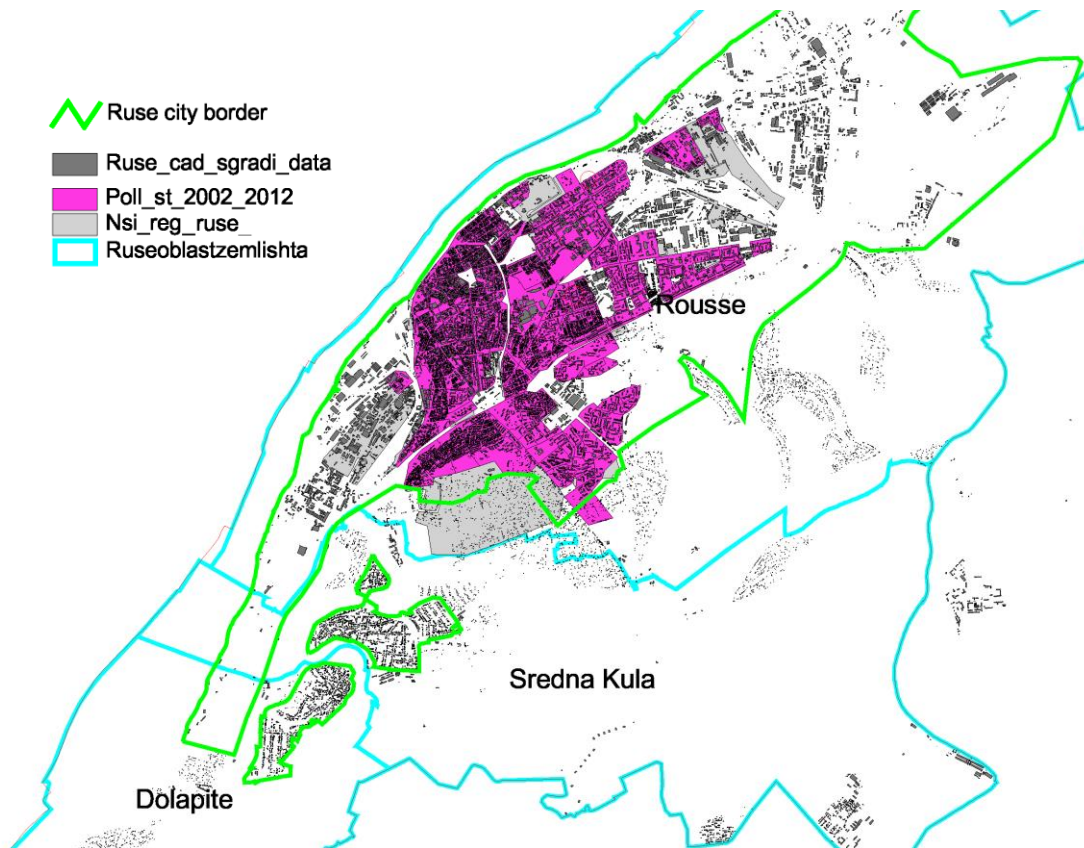 Ruse city border
Ruse_cad_sgradi_data
Poll_st_2002_2012
Nsi_reg_ruse_
Ruseoblastzemlishta
Rousse
Sredna Kula
Dolapite